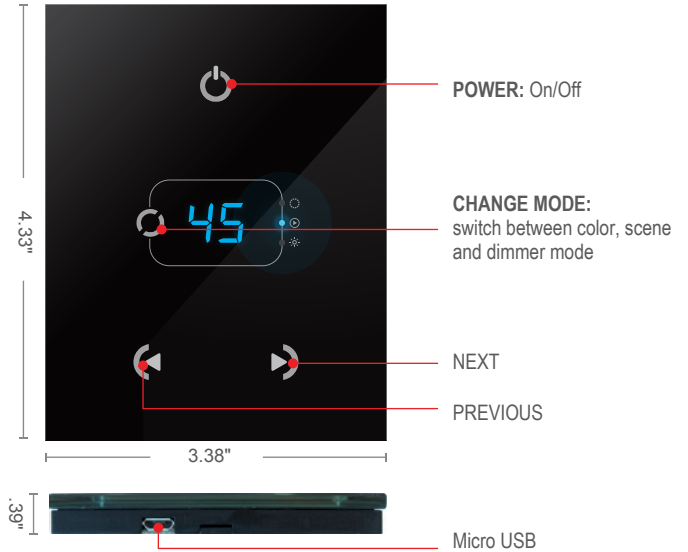 POWER: On/Off
4.33"
45
CHANGE MODE:
switch between color, scene
and dimmer mode
NEXT
PREVIOUS
3.38"
.39"
Micro USB